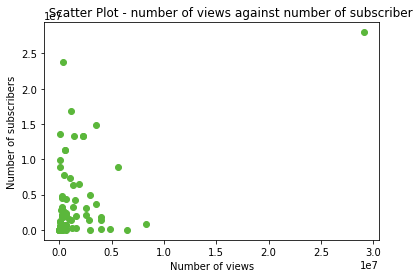 Scatter Plot - number of views against number of subscriber
1e7
2.5
2.0
1.5
1.0
0.5
0.0
Number of subscribers
0.0 0.5 1.0 1.5 2.0 2.5 3.0
1e7
Number of views